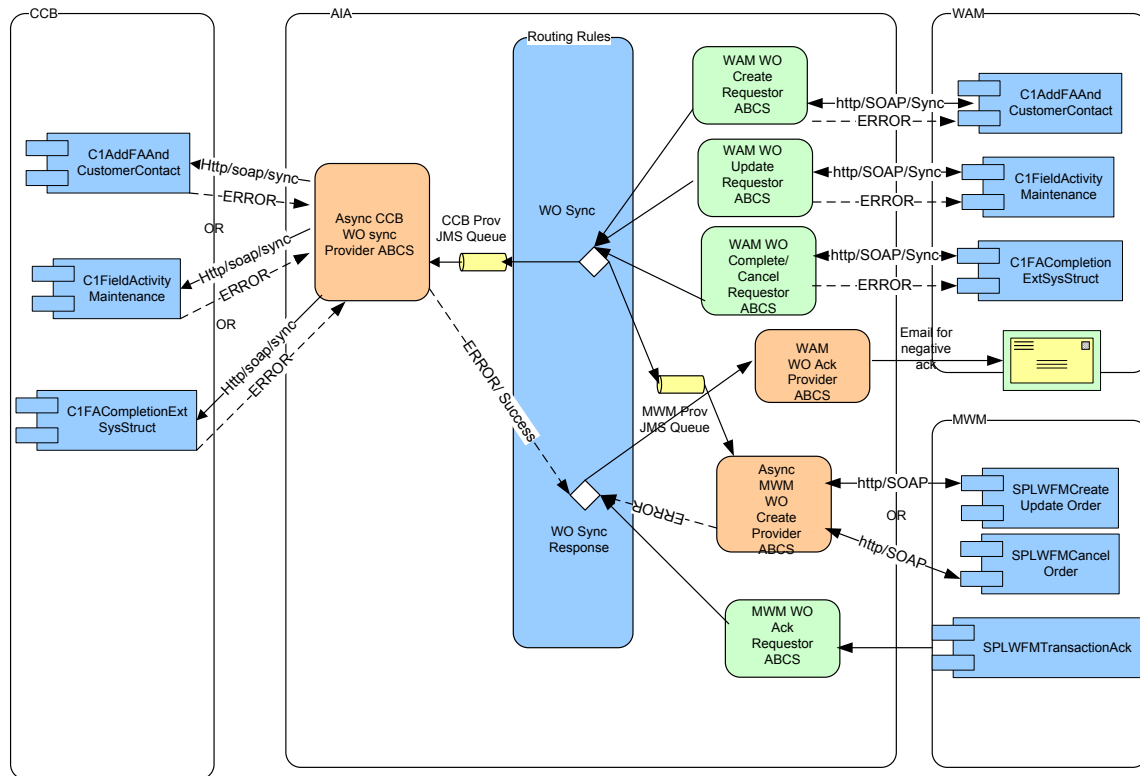 CCB
AIA
WAM
Routing Rules
WAM WO
Create
Requestor
ABCS
http/SOAP/Sync
ERROR
C1AddFAAnd
CustomerContact
C1AddFAAnd
CustomerContact
Http/soap/sync
ERROR
OR
WAM WO
Update
Requestor
ABCS
http/SOAP/Sync
ERROR
C1FieldActivity
Maintenance
Async CCB
WO sync
Provider ABCS
CCB Prov
JMS Queue
WO Sync
C1FieldActivity
Maintenance
Http/soap/sync
ERROR
OR
WAM WO
Complete/
Cancel
Requestor
ABCS
http/SOAP/Sync
ERROR
C1FACompletion
ExtSysStruct
C1FACompletionExt
SysStruct
Http/soap/sync
ERROR
WAM
WO Ack
Provider
ABCS
Email for
negative
ack
ERROR/ Success
MWM Prov
JMS Queue
MWM
Async
MWM
WO
Create
Provider
ABCS
ERROR
http/SOAP
OR
http/SOAP
SPLWFMCreate
Update Order
SPLWFMCancel
Order
WO Sync
Response
MWM WO
Ack
Requestor
ABCS
SPLWFMTransactionAck